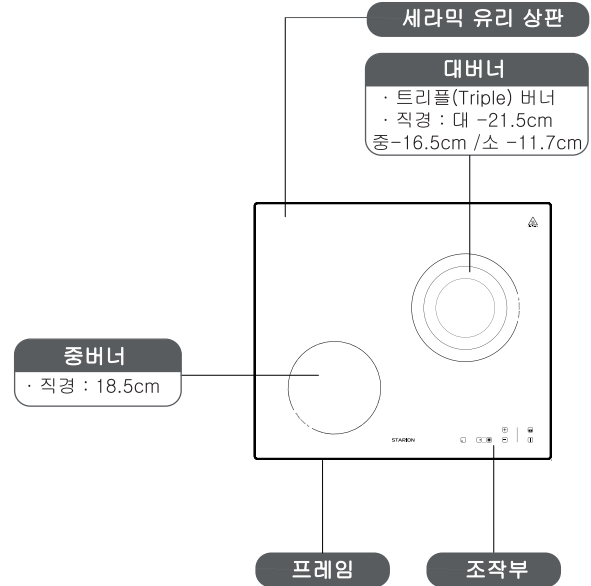 세라믹 유리 상판
대버너
· 트리플(Triple) 버너
· 직경 : 대 -21.5cm
중-16.5cm /소 -11.7cm
중버너
· 직경 : 18.5cm
STARION
프레임
조작부